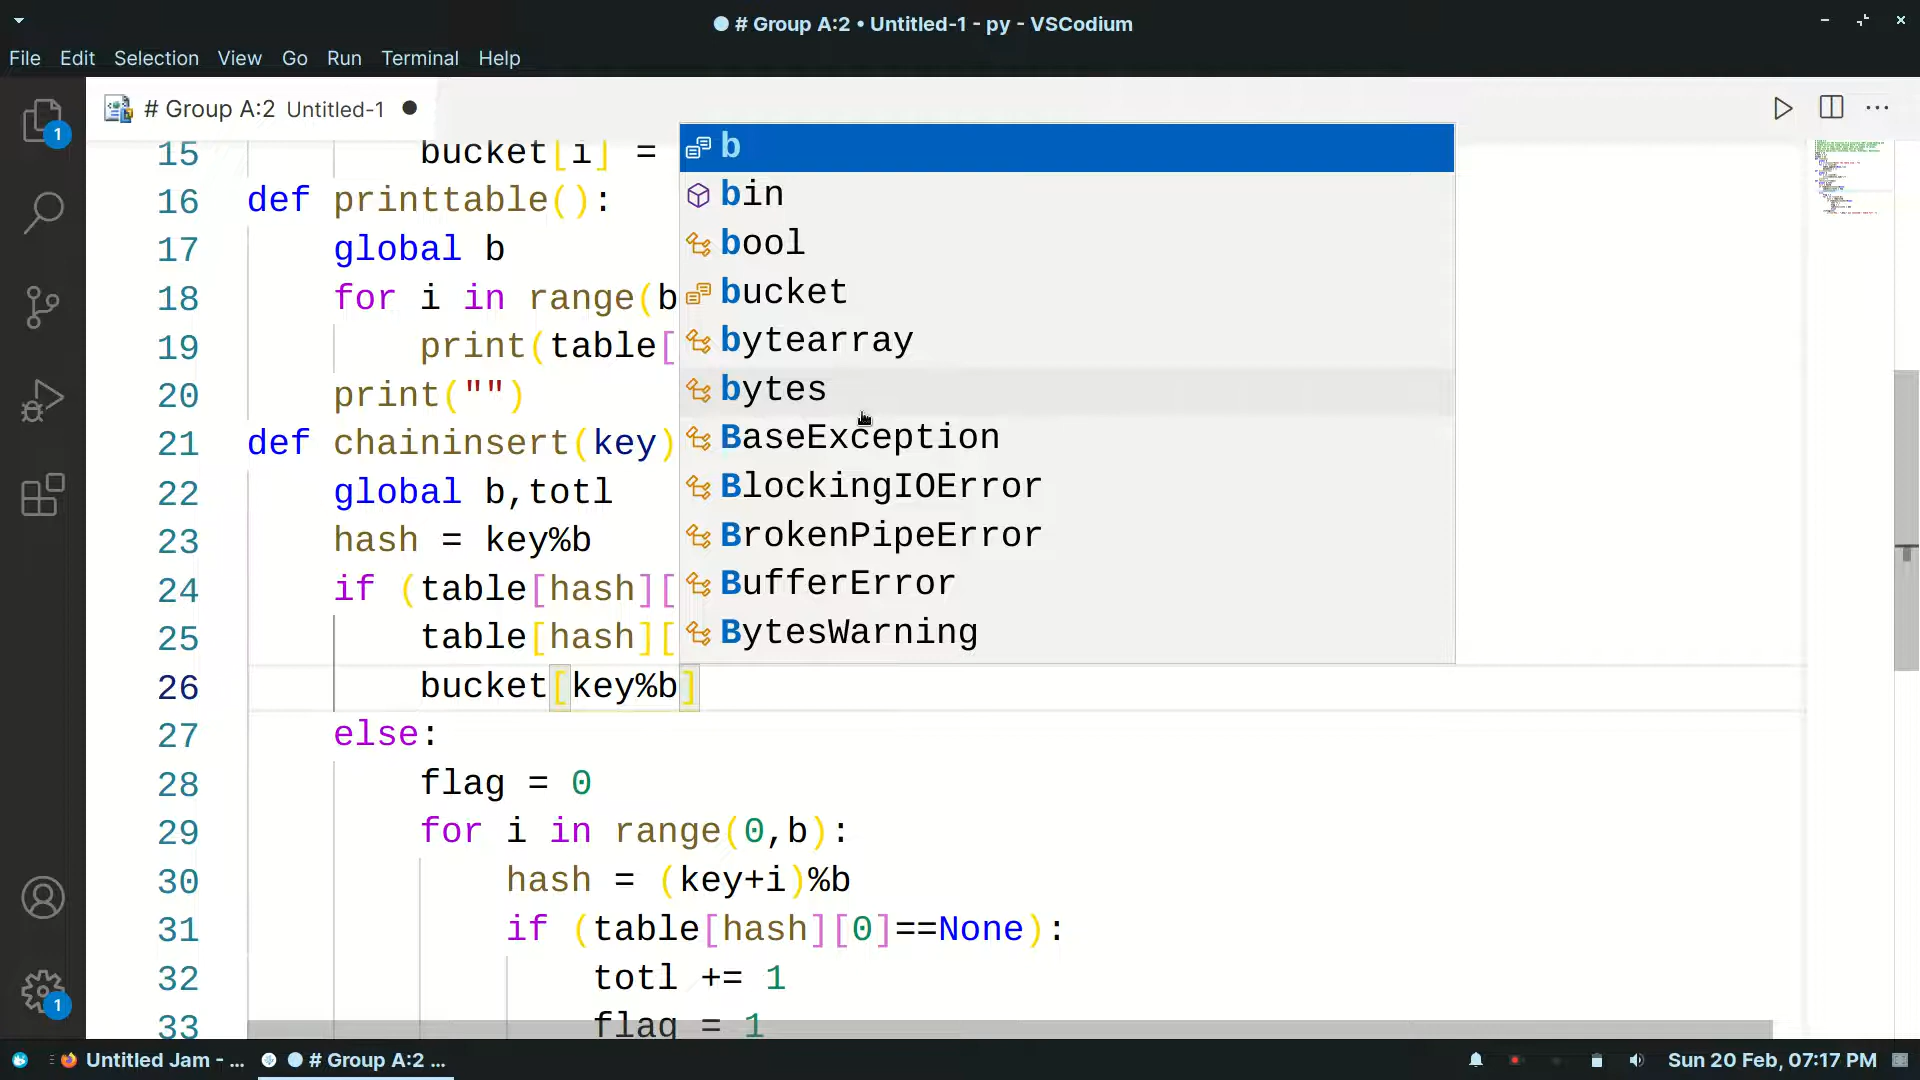 # Group A:2 • Untitled-1 - py - VSCodium
File Edit Selection View Go Run Terminal Help
# Group A:2 Untitled-1
15 bucket[i] =
16 def printtable():
17 global b
18 for i in range(b
19 print(table[
20 print("")
21 def chaininsert(key)
22 global b,totl
23 hash = key%b
24 if (table[hash][
25 table[hash][
26 bucket[key%b]
27 else:
28 flag = 0
29 for i in range(0,b):
30 hash = (key+i)%b
31 if (table[hash][0]==None):
32 totl += 1
33 flag = 1
b
bin
bool
bucket
bytearray
bytes
BaseException
BlockingIOError
BrokenPipeError
BufferError
BytesWarning
1
1
Untitled Jam - ...
# Group A:2 ...
Sun 20 Feb, 07:17 PM